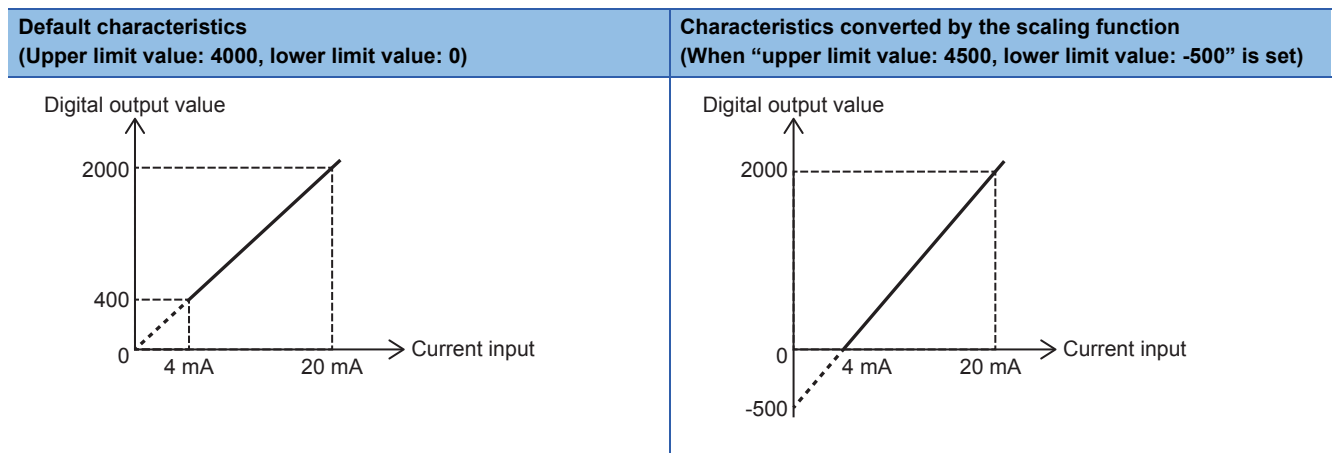 Default characteristics
(Upper limit value: 4000, lower limit value: 0)
Characteristics converted by the scaling function
(When “upper limit value: 4500, lower limit value: -500” is set)
Digital output value
2000
400
0
4 mA
20 mA
Current input
Digital output value
2000
0
4 mA
20 mA
Current input
-500